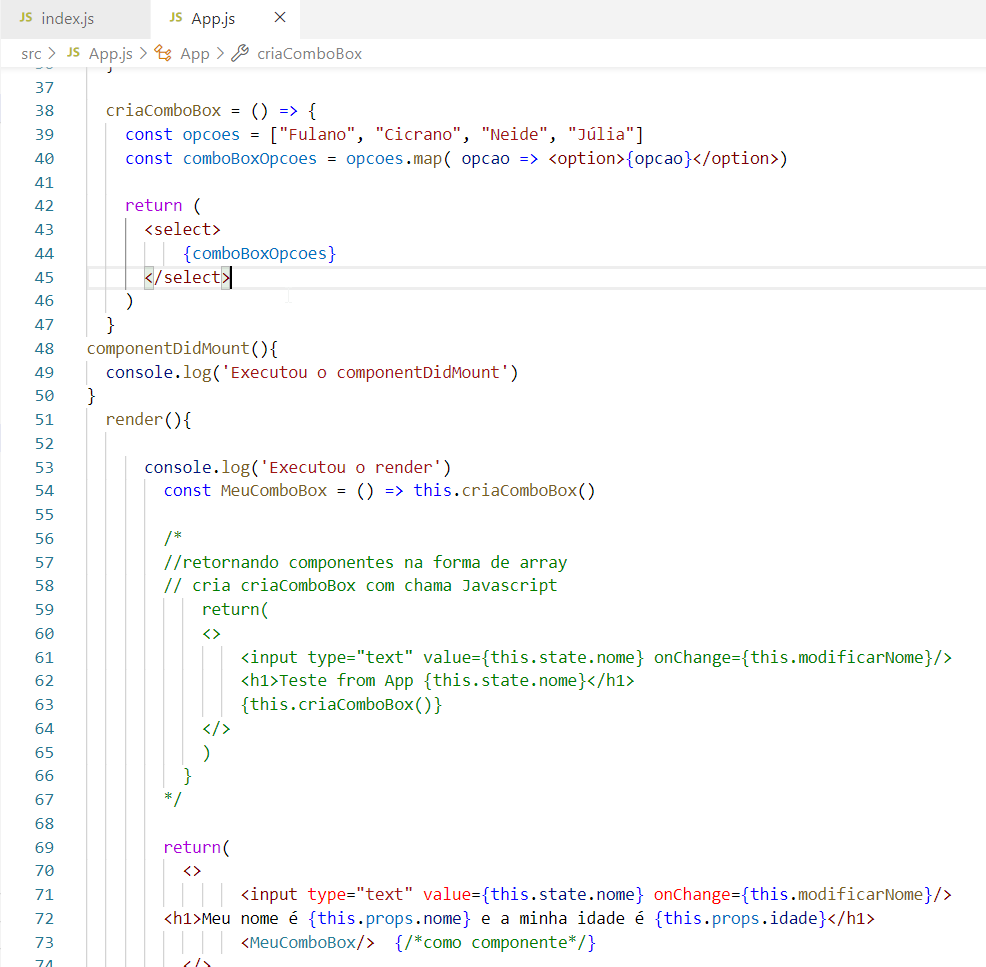 JS index.js JS App.js ×
src > JS App.js > App > criaComboBox
36 }
37
38 criaComboBox = () => {
39 const opcoes = ["Fulano", "Cicrano", "Neide", "Júlia"]
40 const comboBoxOpcoes = opcoes.map( opcao => <option>{opcao}</option>)
41
42 return (
43 <select>
44 {comboBoxOpcoes}
45 </select>
46 )
47 }
48 componentDidMount(){
49 console.log('Executou o componentDidMount')
50 }
51 render(){
52
53 console.log('Executou o render')
54 const MeuComboBox = () => this.criaComboBox()
55
56 /*
57 //retornando componentes na forma de array
58 // cria criaComboBox com chama Javascript
59 return(
60 <>
61 <input type="text" value={this.state.nome} onChange={this.modificarNome}/>
62 <h1>Teste from App {this.state.nome}</h1>
63 {this.criaComboBox()}
64 </>
65 )
66 }
67 */
68
69 return(
70 <>
71 <input type="text" value={this.state.nome} onChange={this.modificarNome}/>
72 <h1>Meu nome é {this.props.nome} e a minha idade é {this.props.idade}</h1>
73 <MeuComboBox/> {/*como componente*/}
74 </>